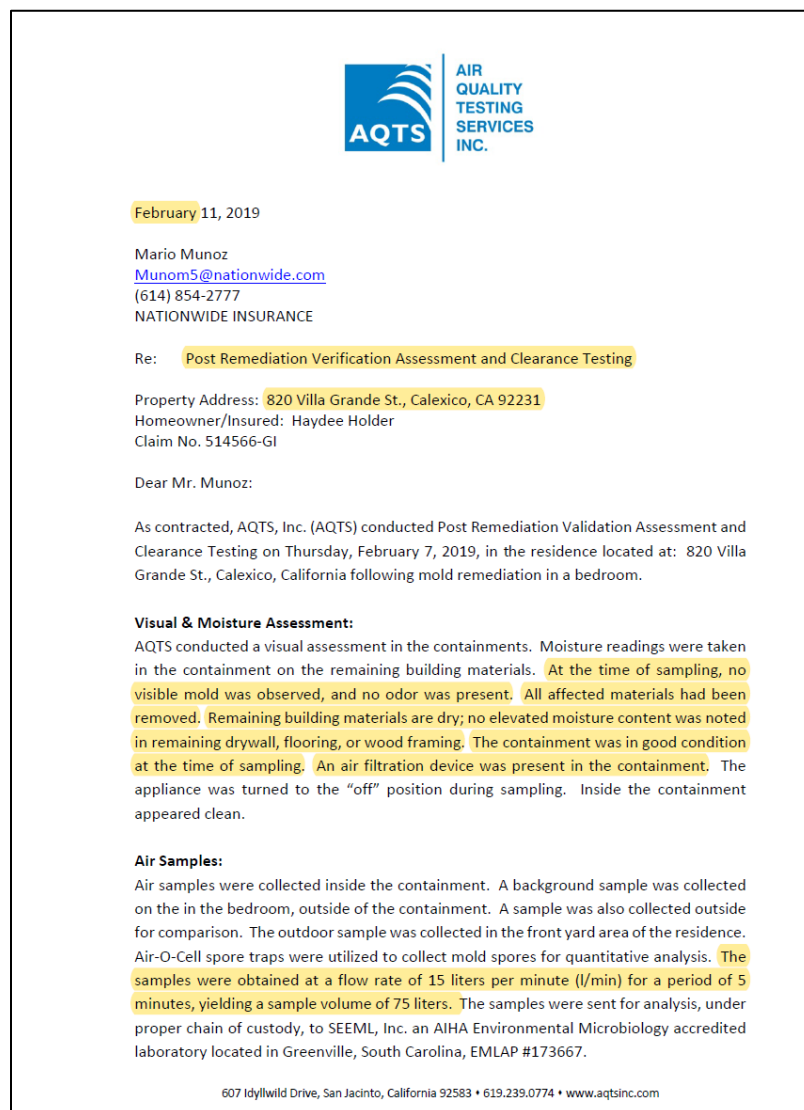 AQTS
AIR
QUALITY
TESTING
SERVICES
INC.
February 11, 2019
Mario Munoz
Munom5@nationwide.com
(614) 854-2777
NATIONWIDE INSURANCE
Re: Post Remediation Verification Assessment and Clearance Testing
Property Address: 820 Villa Grande St., Calexico, CA 92231
Homeowner/Insured: Haydee Holder
Claim No. 514566-GI
Dear Mr. Munoz:
As contracted, AQTS, Inc. (AQTS) conducted Post Remediation Validation Assessment and
Clearance Testing on Thursday, February 7, 2019, in the residence located at: 820 Villa
Grande St., Calexico, California following mold remediation in a bedroom.
Visual & Moisture Assessment:
AQTS conducted a visual assessment in the containments. Moisture readings were taken
in the containment on the remaining building materials. At the time of sampling, no
visible mold was observed, and no odor was present. All affected materials had been
removed. Remaining building materials are dry; no elevated moisture content was noted
in remaining drywall, flooring, or wood framing. The containment was in good condition
at the time of sampling. An air filtration device was present in the containment. The
appliance was turned to the “off” position during sampling. Inside the containment
appeared clean.
Air Samples:
Air samples were collected inside the containment. A background sample was collected
on the in the bedroom, outside of the containment. A sample was also collected outside
for comparison. The outdoor sample was collected in the front yard area of the residence.
Air-O-Cell spore traps were utilized to collect mold spores for quantitative analysis. The
samples were obtained at a flow rate of 15 liters per minute (l/min) for a period of 5
minutes, yielding a sample volume of 75 liters. The samples were sent for analysis, under
proper chain of custody, to SEEML, Inc. an AIHA Environmental Microbiology accredited
laboratory located in Greenville, South Carolina, EMLAP #173667.
607 Idyllwild Drive, San Jacinto, California 92583 • 619.239.0774 • www.aqtsinc.com